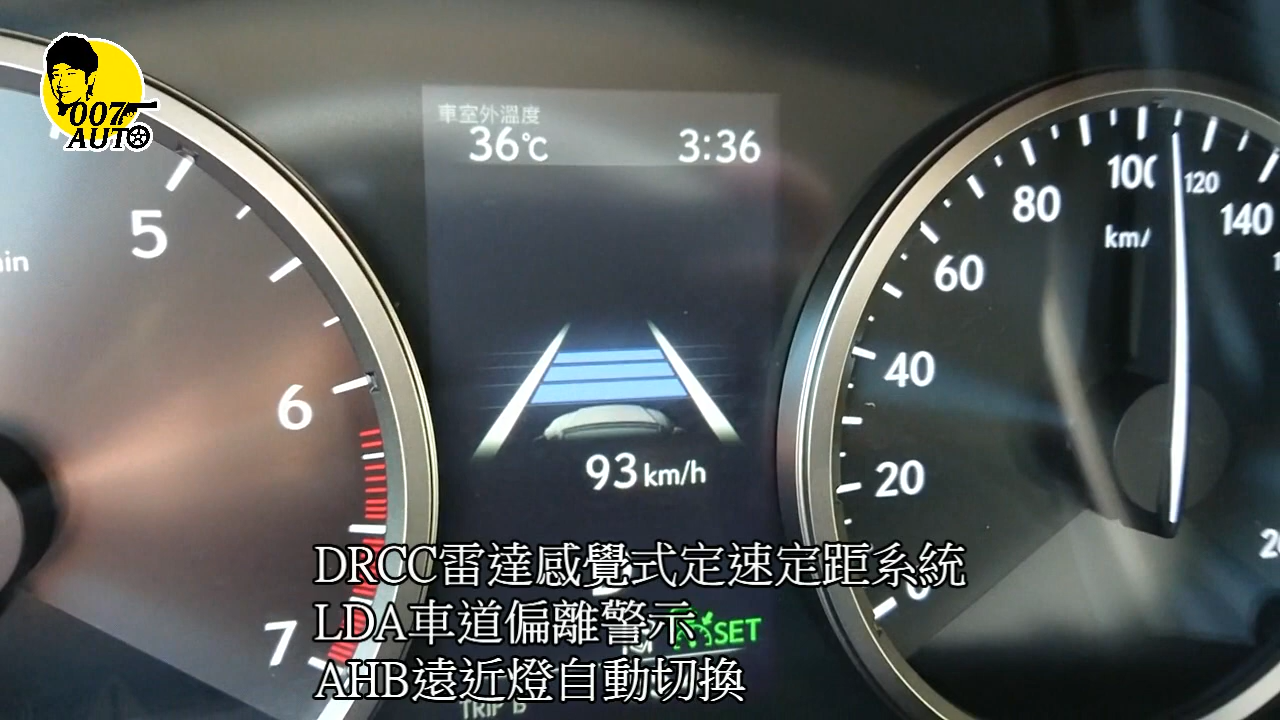 007
AUTO
車室外溫度
36℃
3:36
5
6
7
93 km/h
100
120
80
140
km/
60
40
20
0
SET
DRCC雷達感覺式定速定距系統
LDA車道偏離警示
AHB遠近燈自動切換
TRIP B